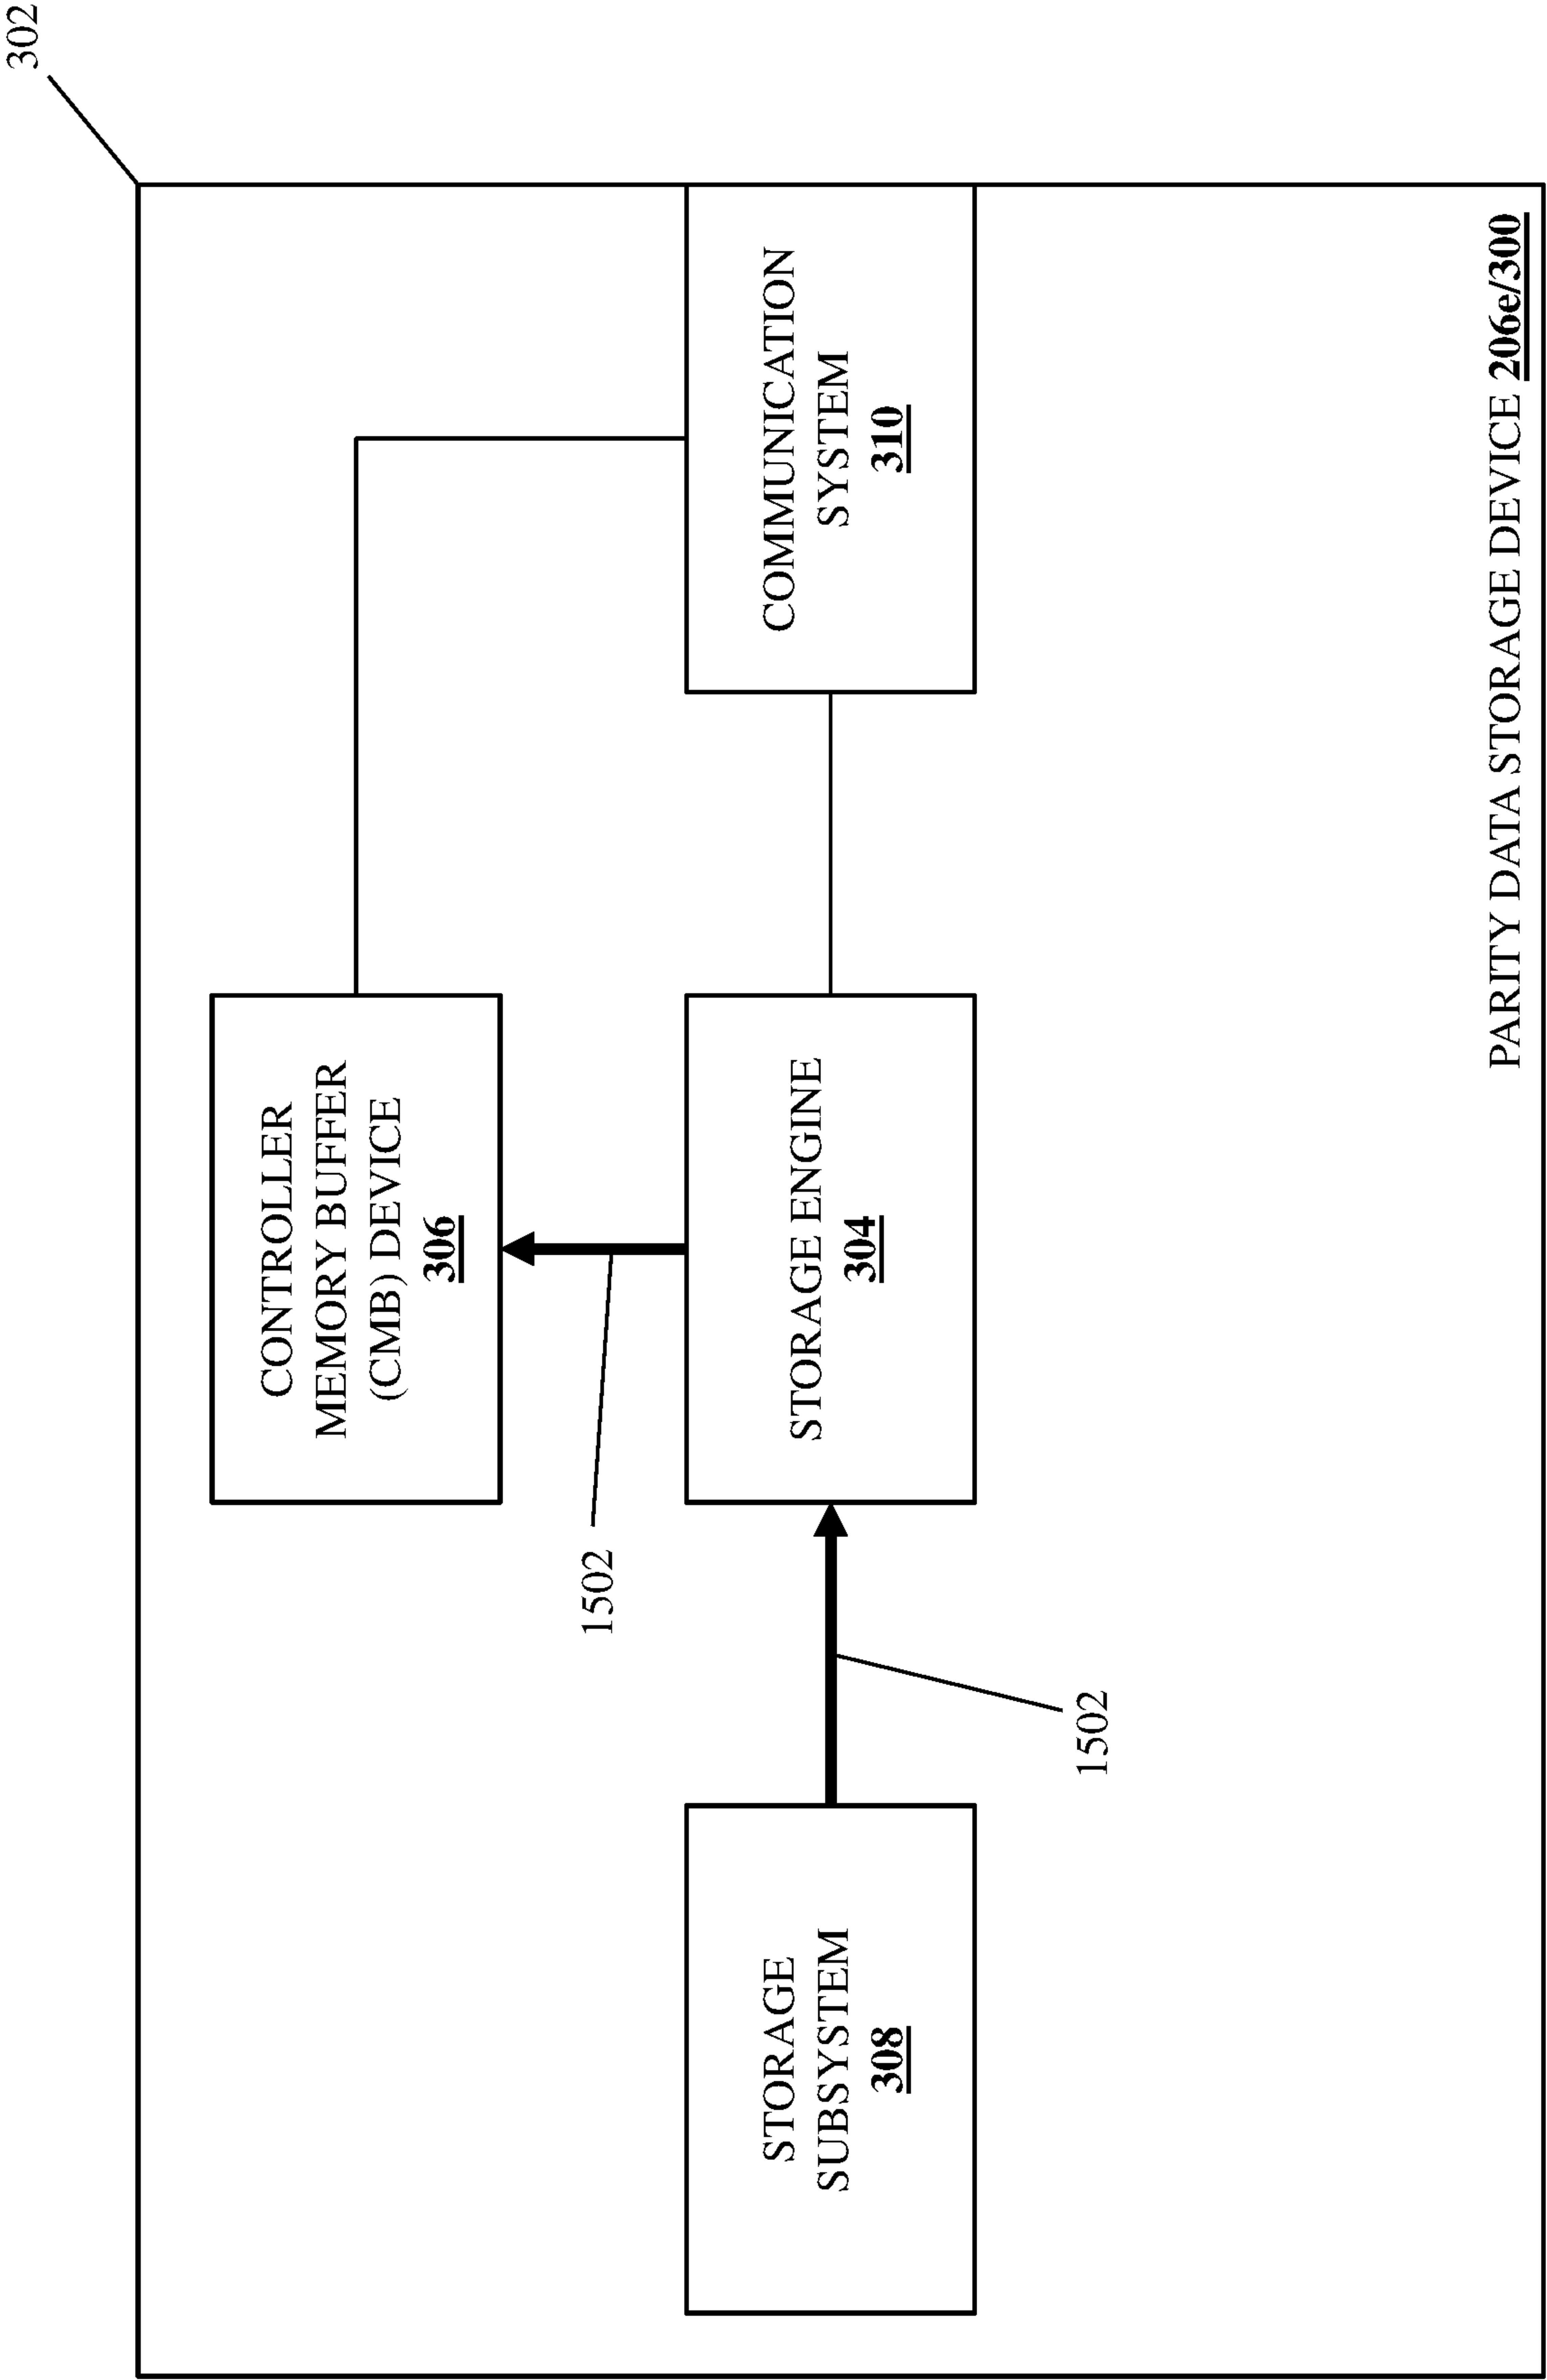 302
CONTROLLER
MEMORY BUFFER
(CMB) DEVICE
306
1502
STORAGE
SUBSYSTEM
308
STORAGE ENGINE
304
COMMUNICATION
SYSTEM
310
1502
PARITY DATA STORAGE DEVICE 206e/300